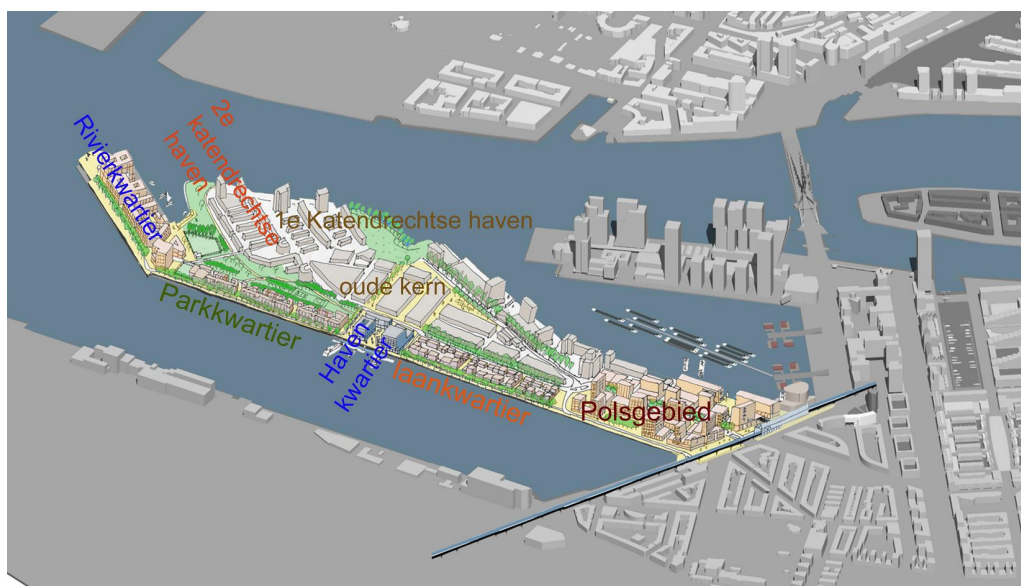 Rivierkwartier
2e
katendrechtse
haven
1e Katendrechtse haven
oude kern
Parkkwartier
Haven
kwartier
laankwartier
Polsgebied